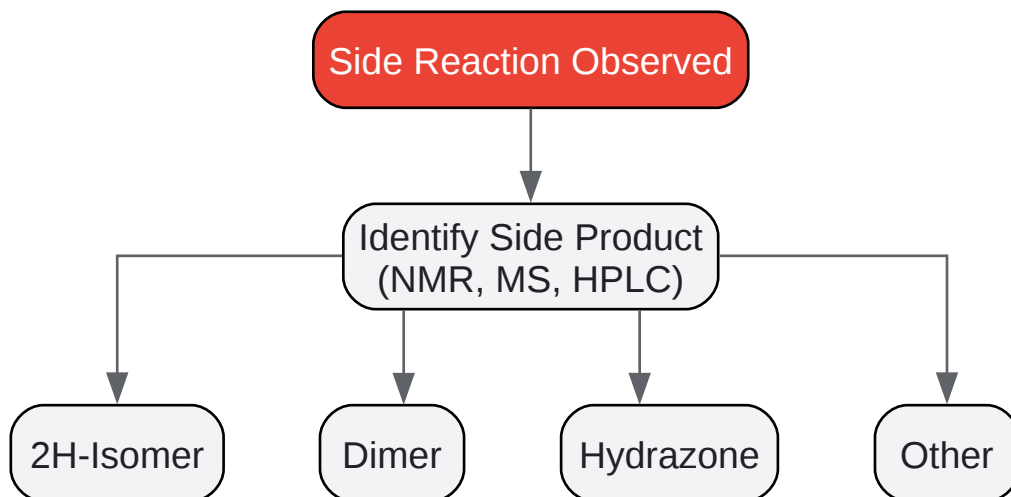 Side Reaction Observed
Identify Side Product
(NMR, MS, HPLC)
2H-Isomer
Dimer
Hydrazone
Other